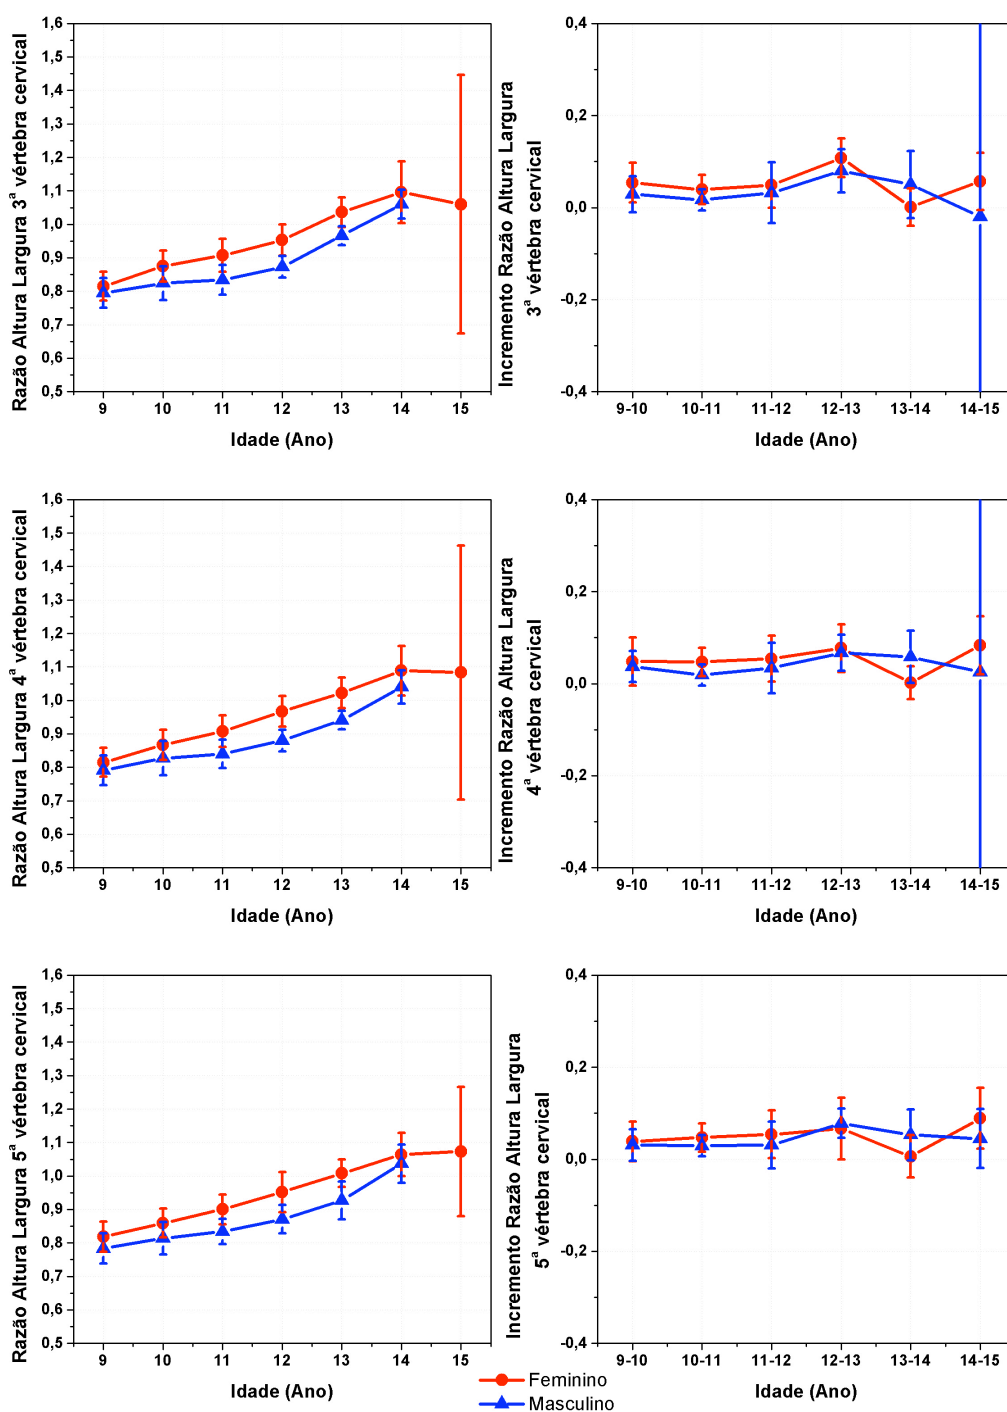 Razão Altura Largura 3ª vértebra cervical
1,6
1,5
1,4
1,3
1,2
1,1
1,0
0,9
0,8
0,7
0,6
0,5
9 10 11 12 13 14 15
Idade (Ano)
Incremento Razão Altura Largura
3ª vértebra cervical
0,4
0,2
0,0
-0,2
-0,4
9-10 10-11 11-12 12-13 13-14 14-15
Idade (Ano)
Razão Altura Largura 4ª vértebra cervical
1,6
1,5
1,4
1,3
1,2
1,1
1,0
0,9
0,8
0,7
0,6
0,5
9 10 11 12 13 14 15
Idade (Ano)
Incremento Razão Altura Largura
4ª vértebra cervical
0,4
0,2
0,0
-0,2
-0,4
9-10 10-11 11-12 12-13 13-14 14-15
Idade (Ano)
Razão Altura Largura 5ª vértebra cervical
1,6
1,5
1,4
1,3
1,2
1,1
1,0
0,9
0,8
0,7
0,6
0,5
9 10 11 12 13 14 15
Idade (Ano)
Incremento Razão Altura Largura
5ª vértebra cervical
0,4
0,2
0,0
-0,2
-0,4
9-10 10-11 11-12 12-13 13-14 14-15
Idade (Ano)
Feminino
Masculino